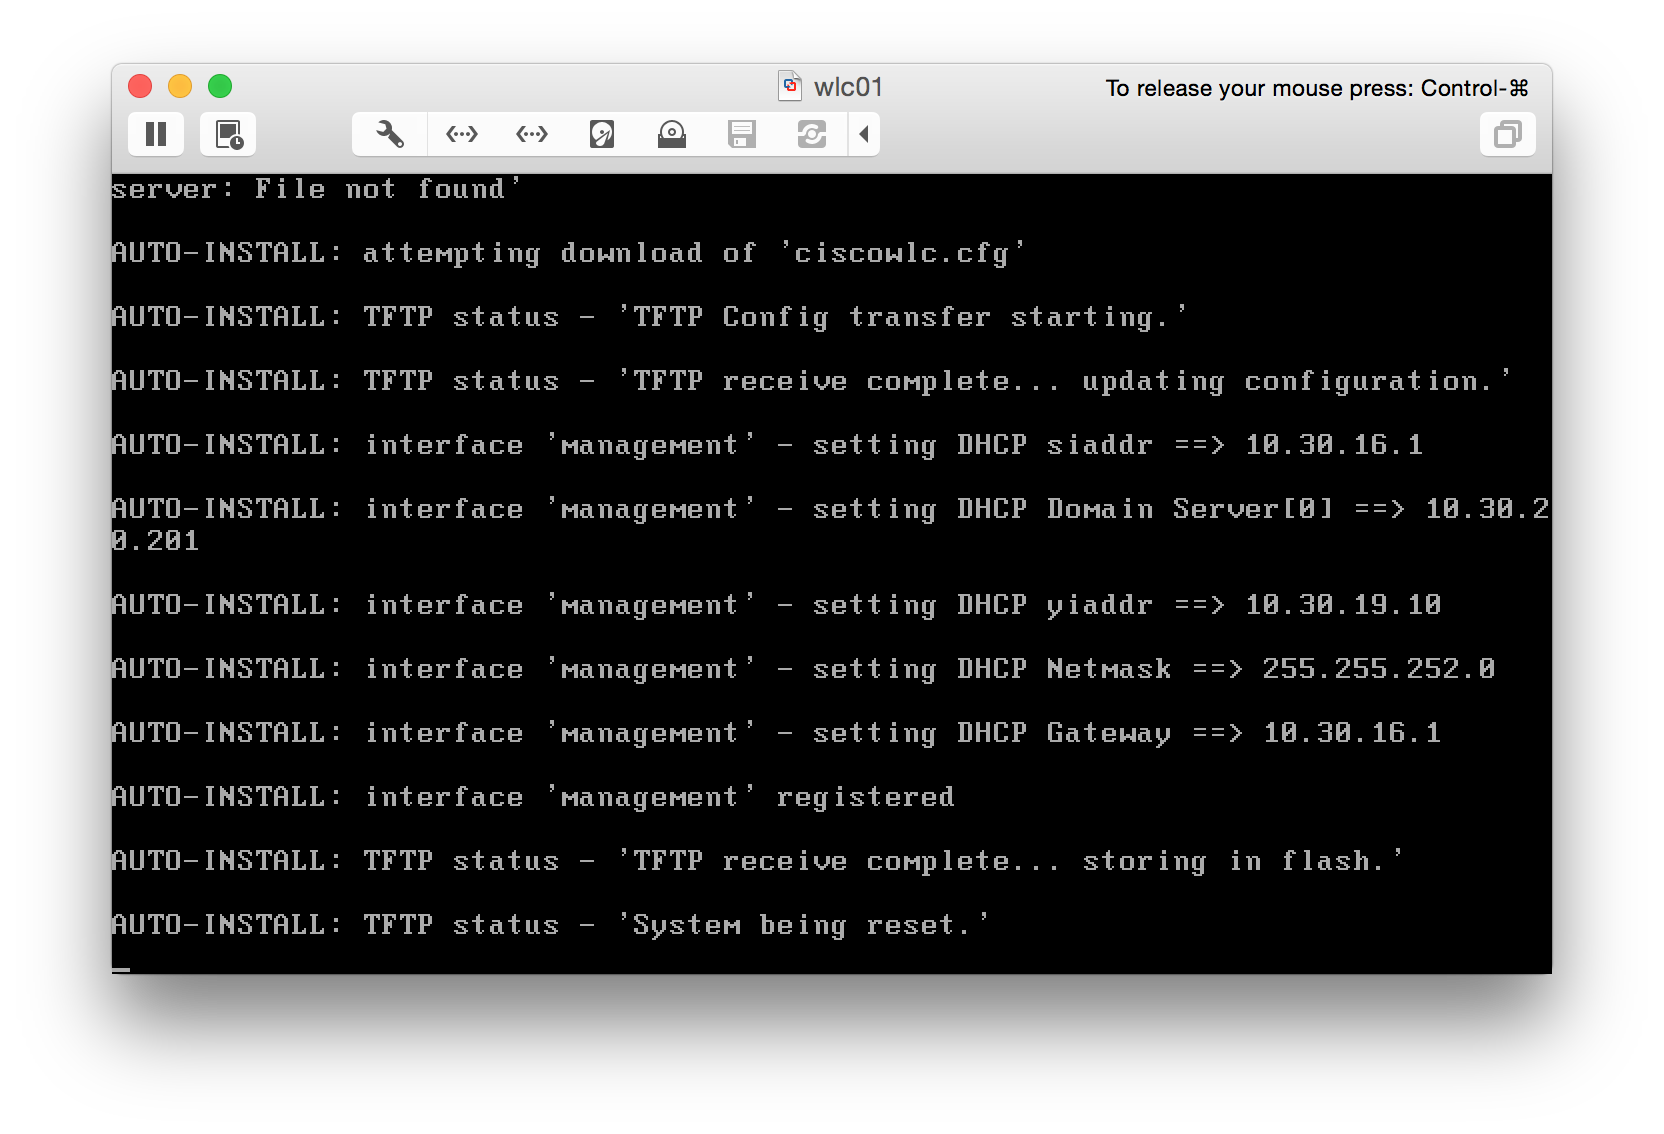 wlc01
To release your mouse press: Control-⌘
server: File not found'
AUTO-INSTALL: attempting download of 'ciscowlc.cfg'
AUTO-INSTALL: TFTP status - 'TFTP Config transfer starting.'
AUTO-INSTALL: TFTP status - 'TFTP receive complete... updating configuration.'
AUTO-INSTALL: interface 'management' - setting DHCP siaddr ==> 10.30.16.1
AUTO-INSTALL: interface 'management' - setting DHCP Domain Server[0] ==> 10.30.2
0.201
AUTO-INSTALL: interface 'management' - setting DHCP yiaddr ==> 10.30.19.10
AUTO-INSTALL: interface 'management' - setting DHCP Netmask ==> 255.255.252.0
AUTO-INSTALL: interface 'management' - setting DHCP Gateway ==> 10.30.16.1
AUTO-INSTALL: interface 'management' registered
AUTO-INSTALL: TFTP status - 'TFTP receive complete... storing in flash.'
AUTO-INSTALL: TFTP status - 'System being reset.'